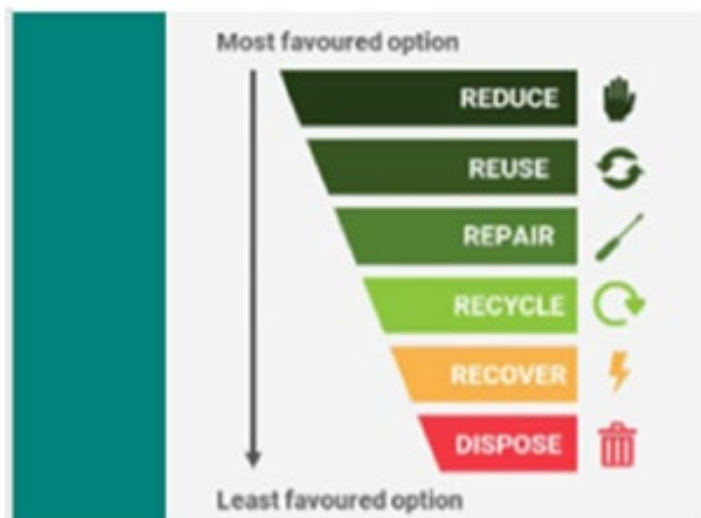 Most favoured option
REDUCE
REUSE
REPAIR
RECYCLE
RECOVER
DISPOSE
Least favoured option